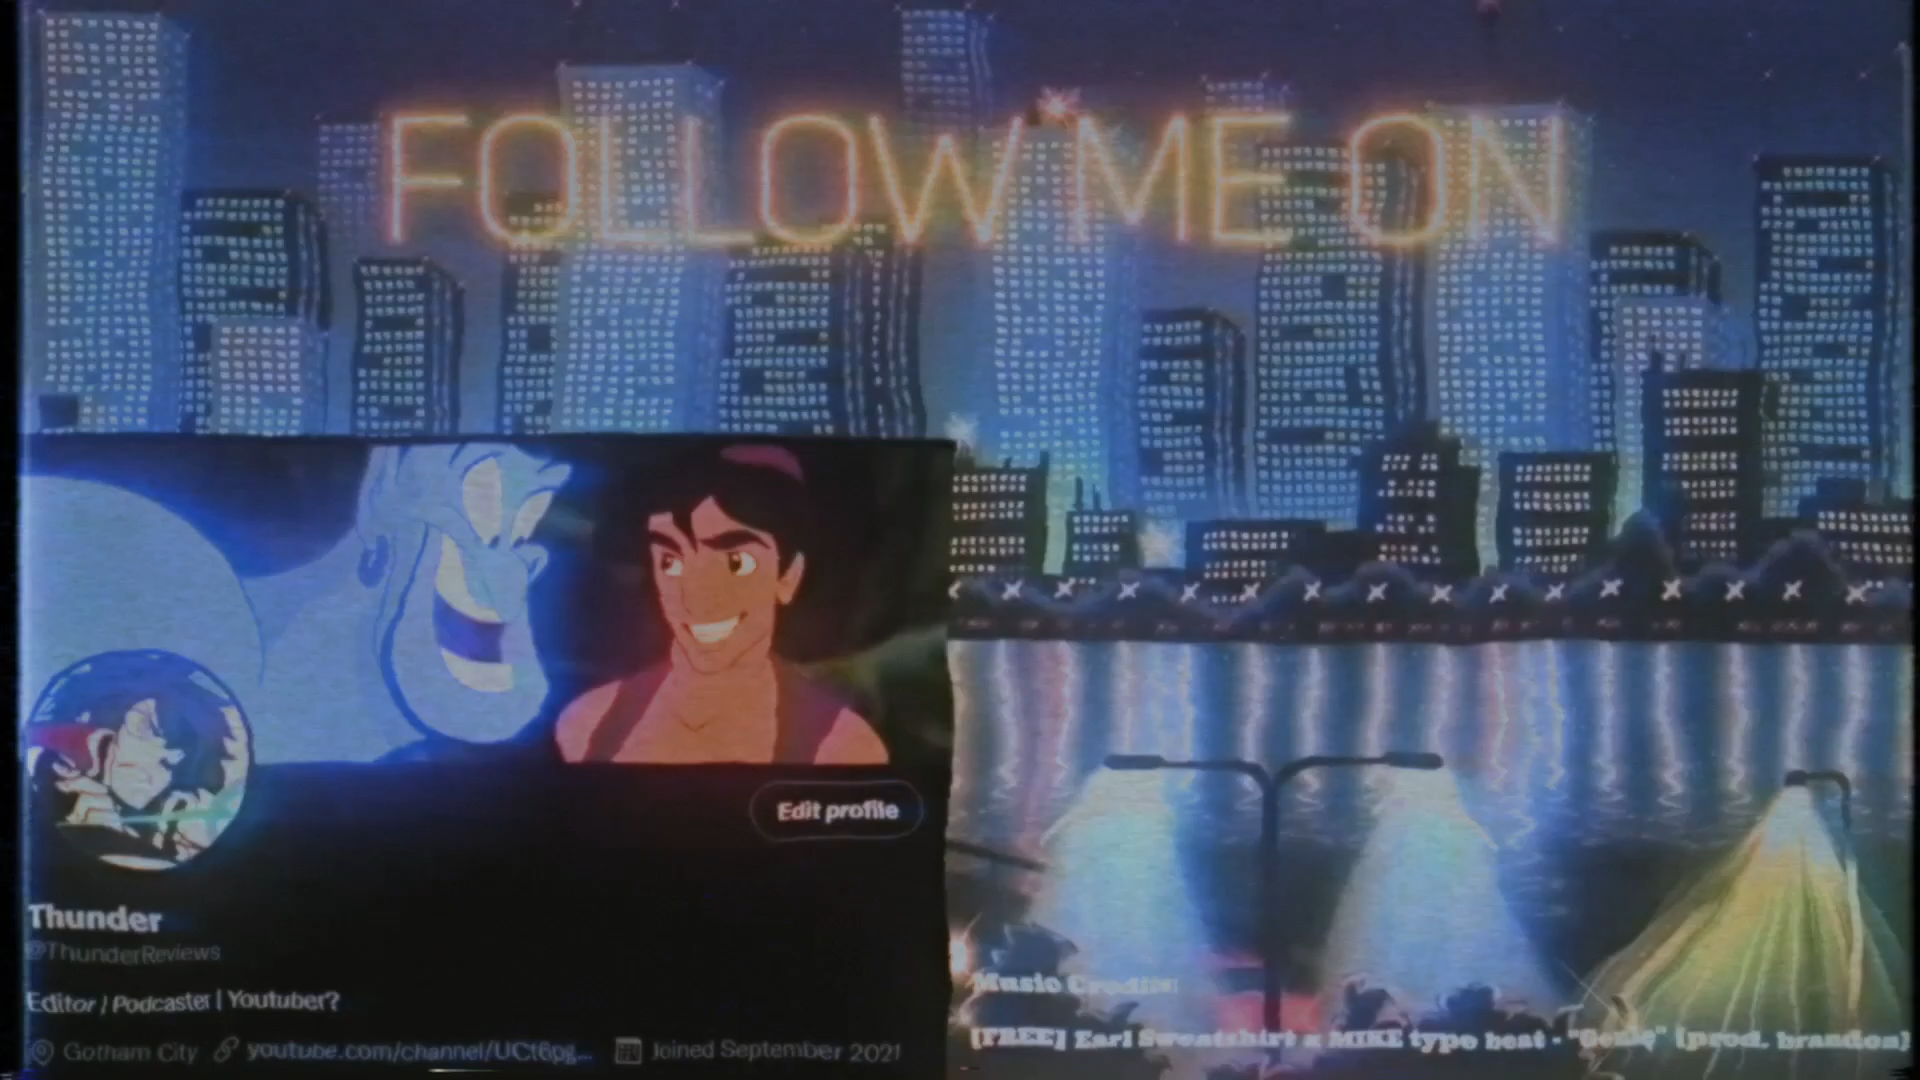 FOLLOW ME ON
Edit profile
Thunder
@ThunderReviews
Editor / Podcaster | Youtuber?
Gotham City youtube.com/channel/UCt6pg... Joined September 2021
Music Credits:
[FREE] Earl Sweatshirt x MIKE type beat - "Genie" (prod. brandon)